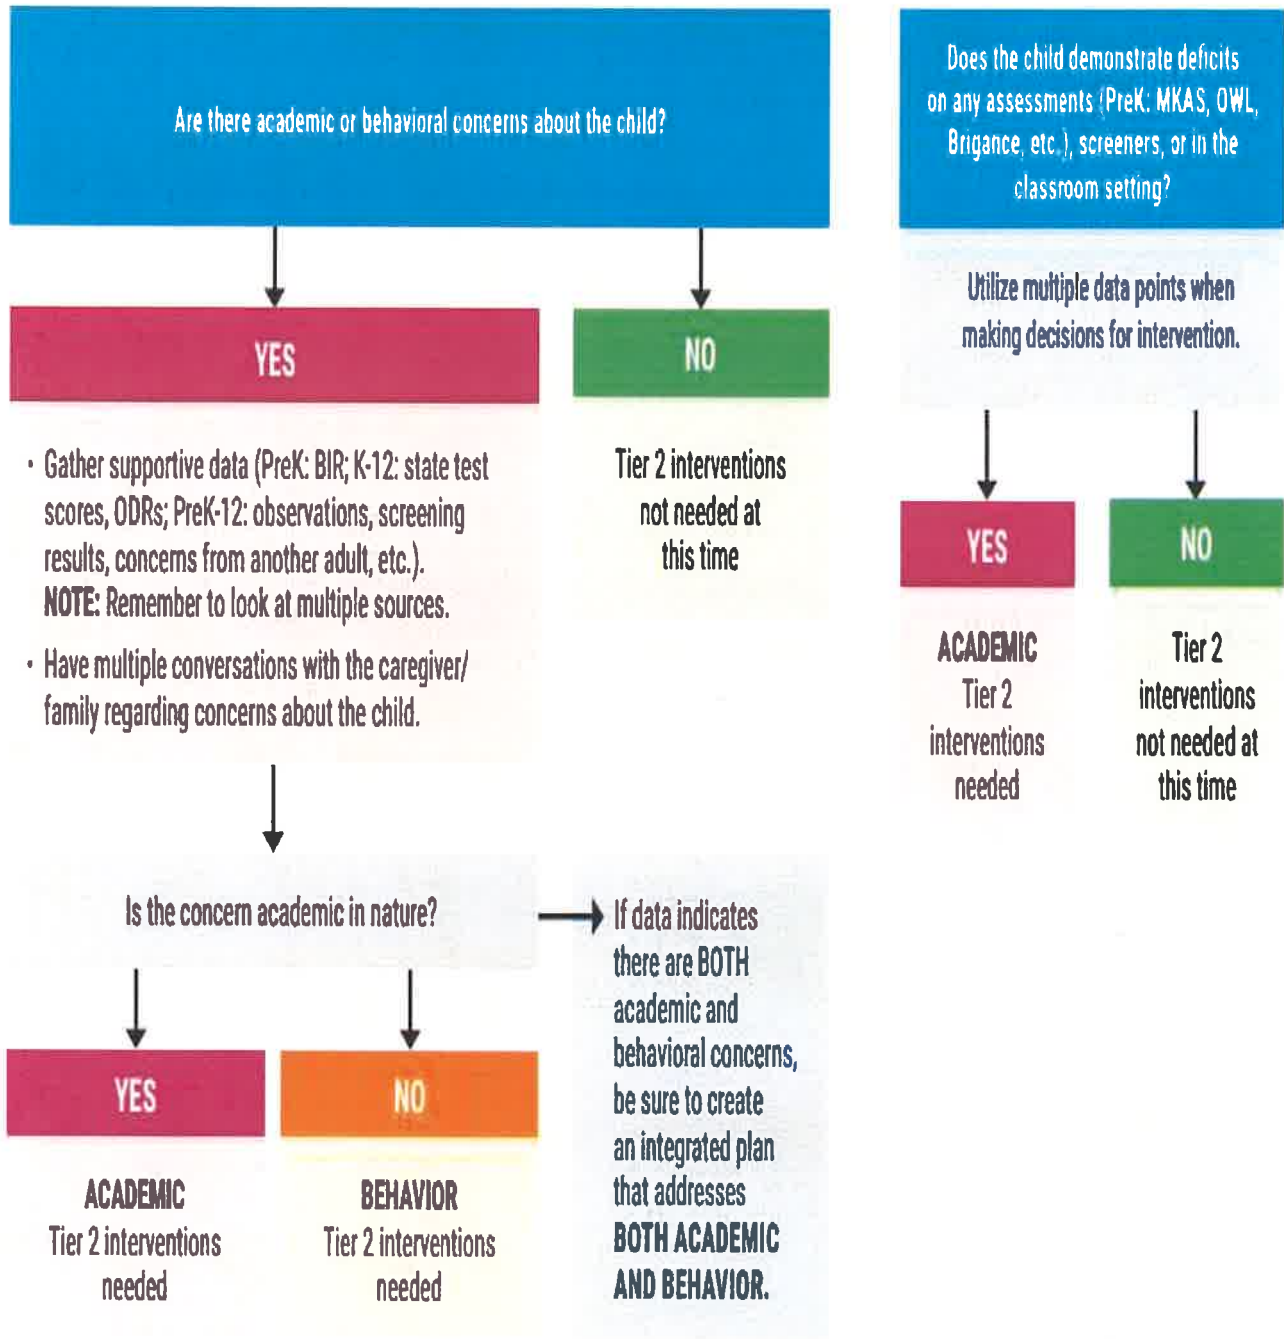 Are there academic or behavioral concerns about the child?
YES
• Gather supportive data (PreK: BIR; K-12: state test
scores, ODRs; PreK-12: observations, screening
results, concerns from another adult, etc.).
NOTE: Remember to look at multiple sources.
• Have multiple conversations with the caregiver/
family regarding concerns about the child.
NO
Tier 2 interventions
not needed at
this time
Is the concern academic in nature?
YES
ACADEMIC
Tier 2 interventions
needed
NO
BEHAVIOR
Tier 2 interventions
needed
If data indicates
there are BOTH
academic and
behavioral concerns,
be sure to create
an integrated plan
that addresses
BOTH ACADEMIC
AND BEHAVIOR.
Does the child demonstrate deficits
on any assessments (PreK: MKAS, OWL,
Brigance, etc.), screeners, or in the
classroom setting?
Utilize multiple data points when
making decisions for intervention.
YES
ACADEMIC
Tier 2
interventions
needed
NO
Tier 2
interventions
not needed at
this time